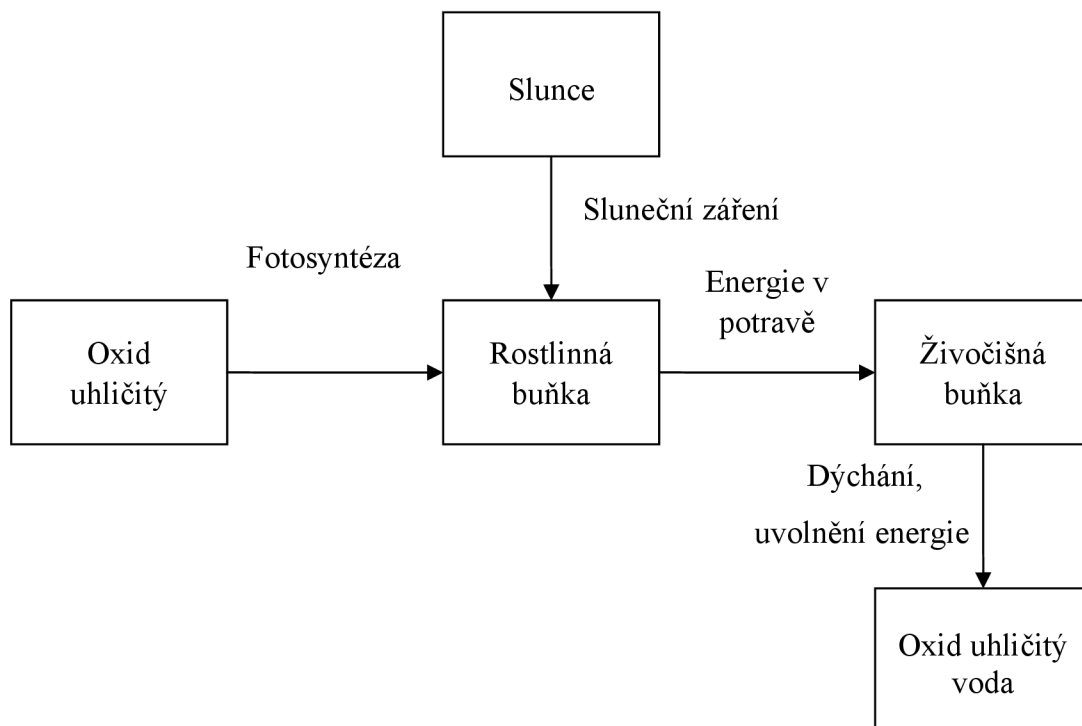 Slunce
Sluneční záření
Fotosyntéza
Energie v
potravě
Oxid
uhličitý
Rostlinná
buňka
Živočišná
buňka
Dýchání,
uvolnění energie
Oxid uhličitý
voda